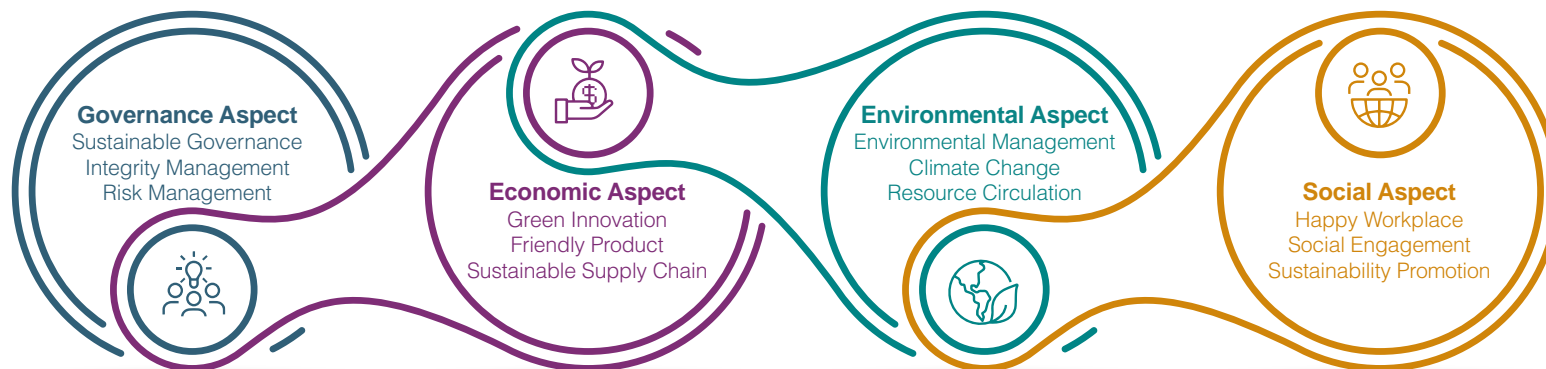 Governance Aspect
Sustainable Governance
Integrity Management
Risk Management
Economic Aspect
Green Innovation
Friendly Product
Sustainable Supply Chain
Environmental Aspect
Environmental Management
Climate Change
Resource Circulation
Social Aspect
Happy Workplace
Social Engagement
Sustainability Promotion